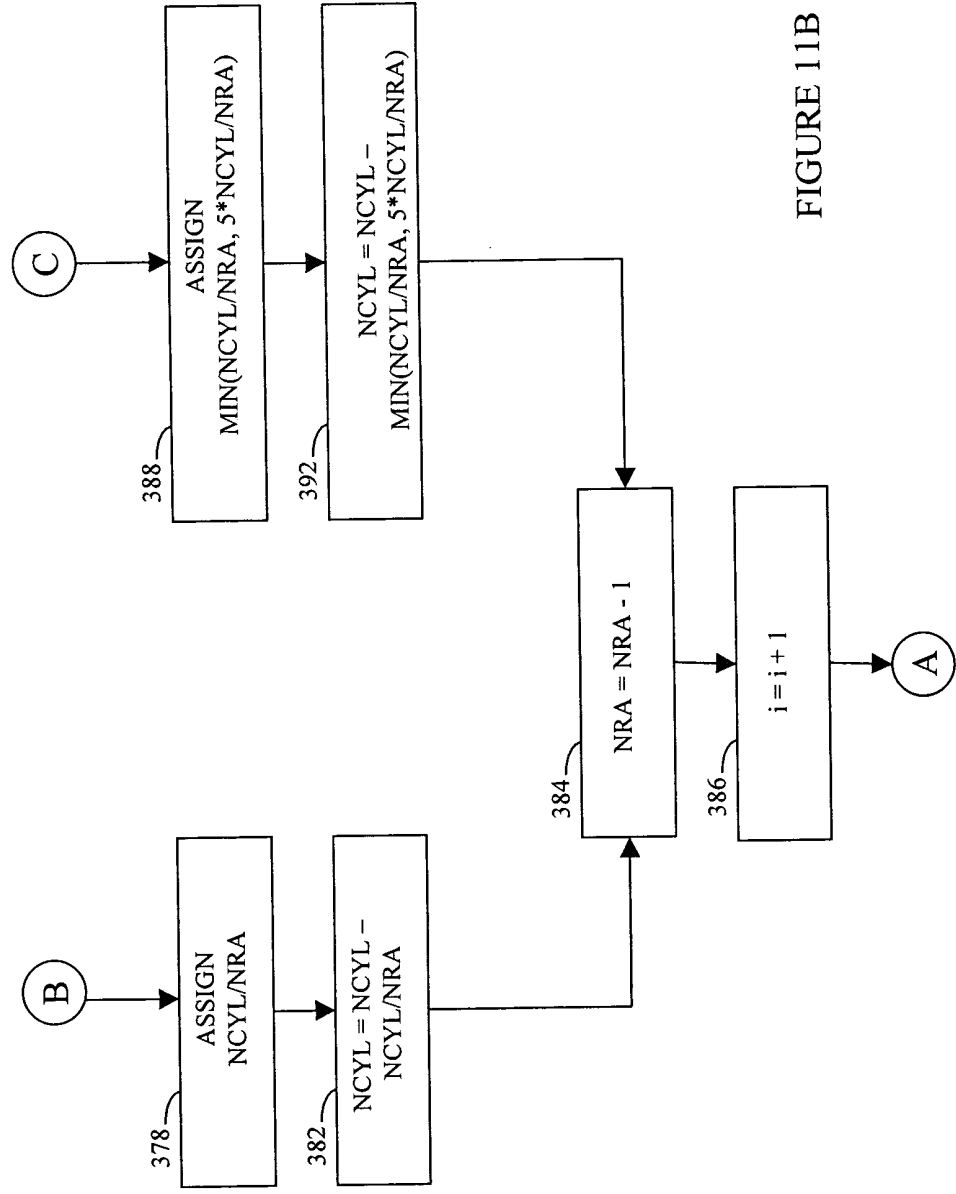 B
378
ASSIGN
NCYL/NRA
382
NCYL = NCYL –
NCYL/NRA
C
388
ASSIGN
MIN(NCYL/NRA, 5*NCYL/NRA)
392
NCYL = NCYL –
MIN(NCYL/NRA, 5*NCYL/NRA)
384
NRA = NRA - 1
386
i = i + 1
A
FIGURE 11B